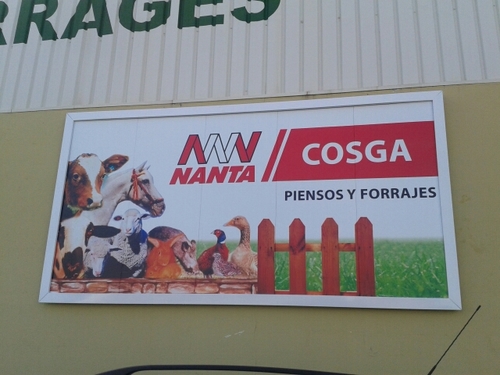 RRAGES
NANTA
COSGA
PIENSOS Y FORRAJES